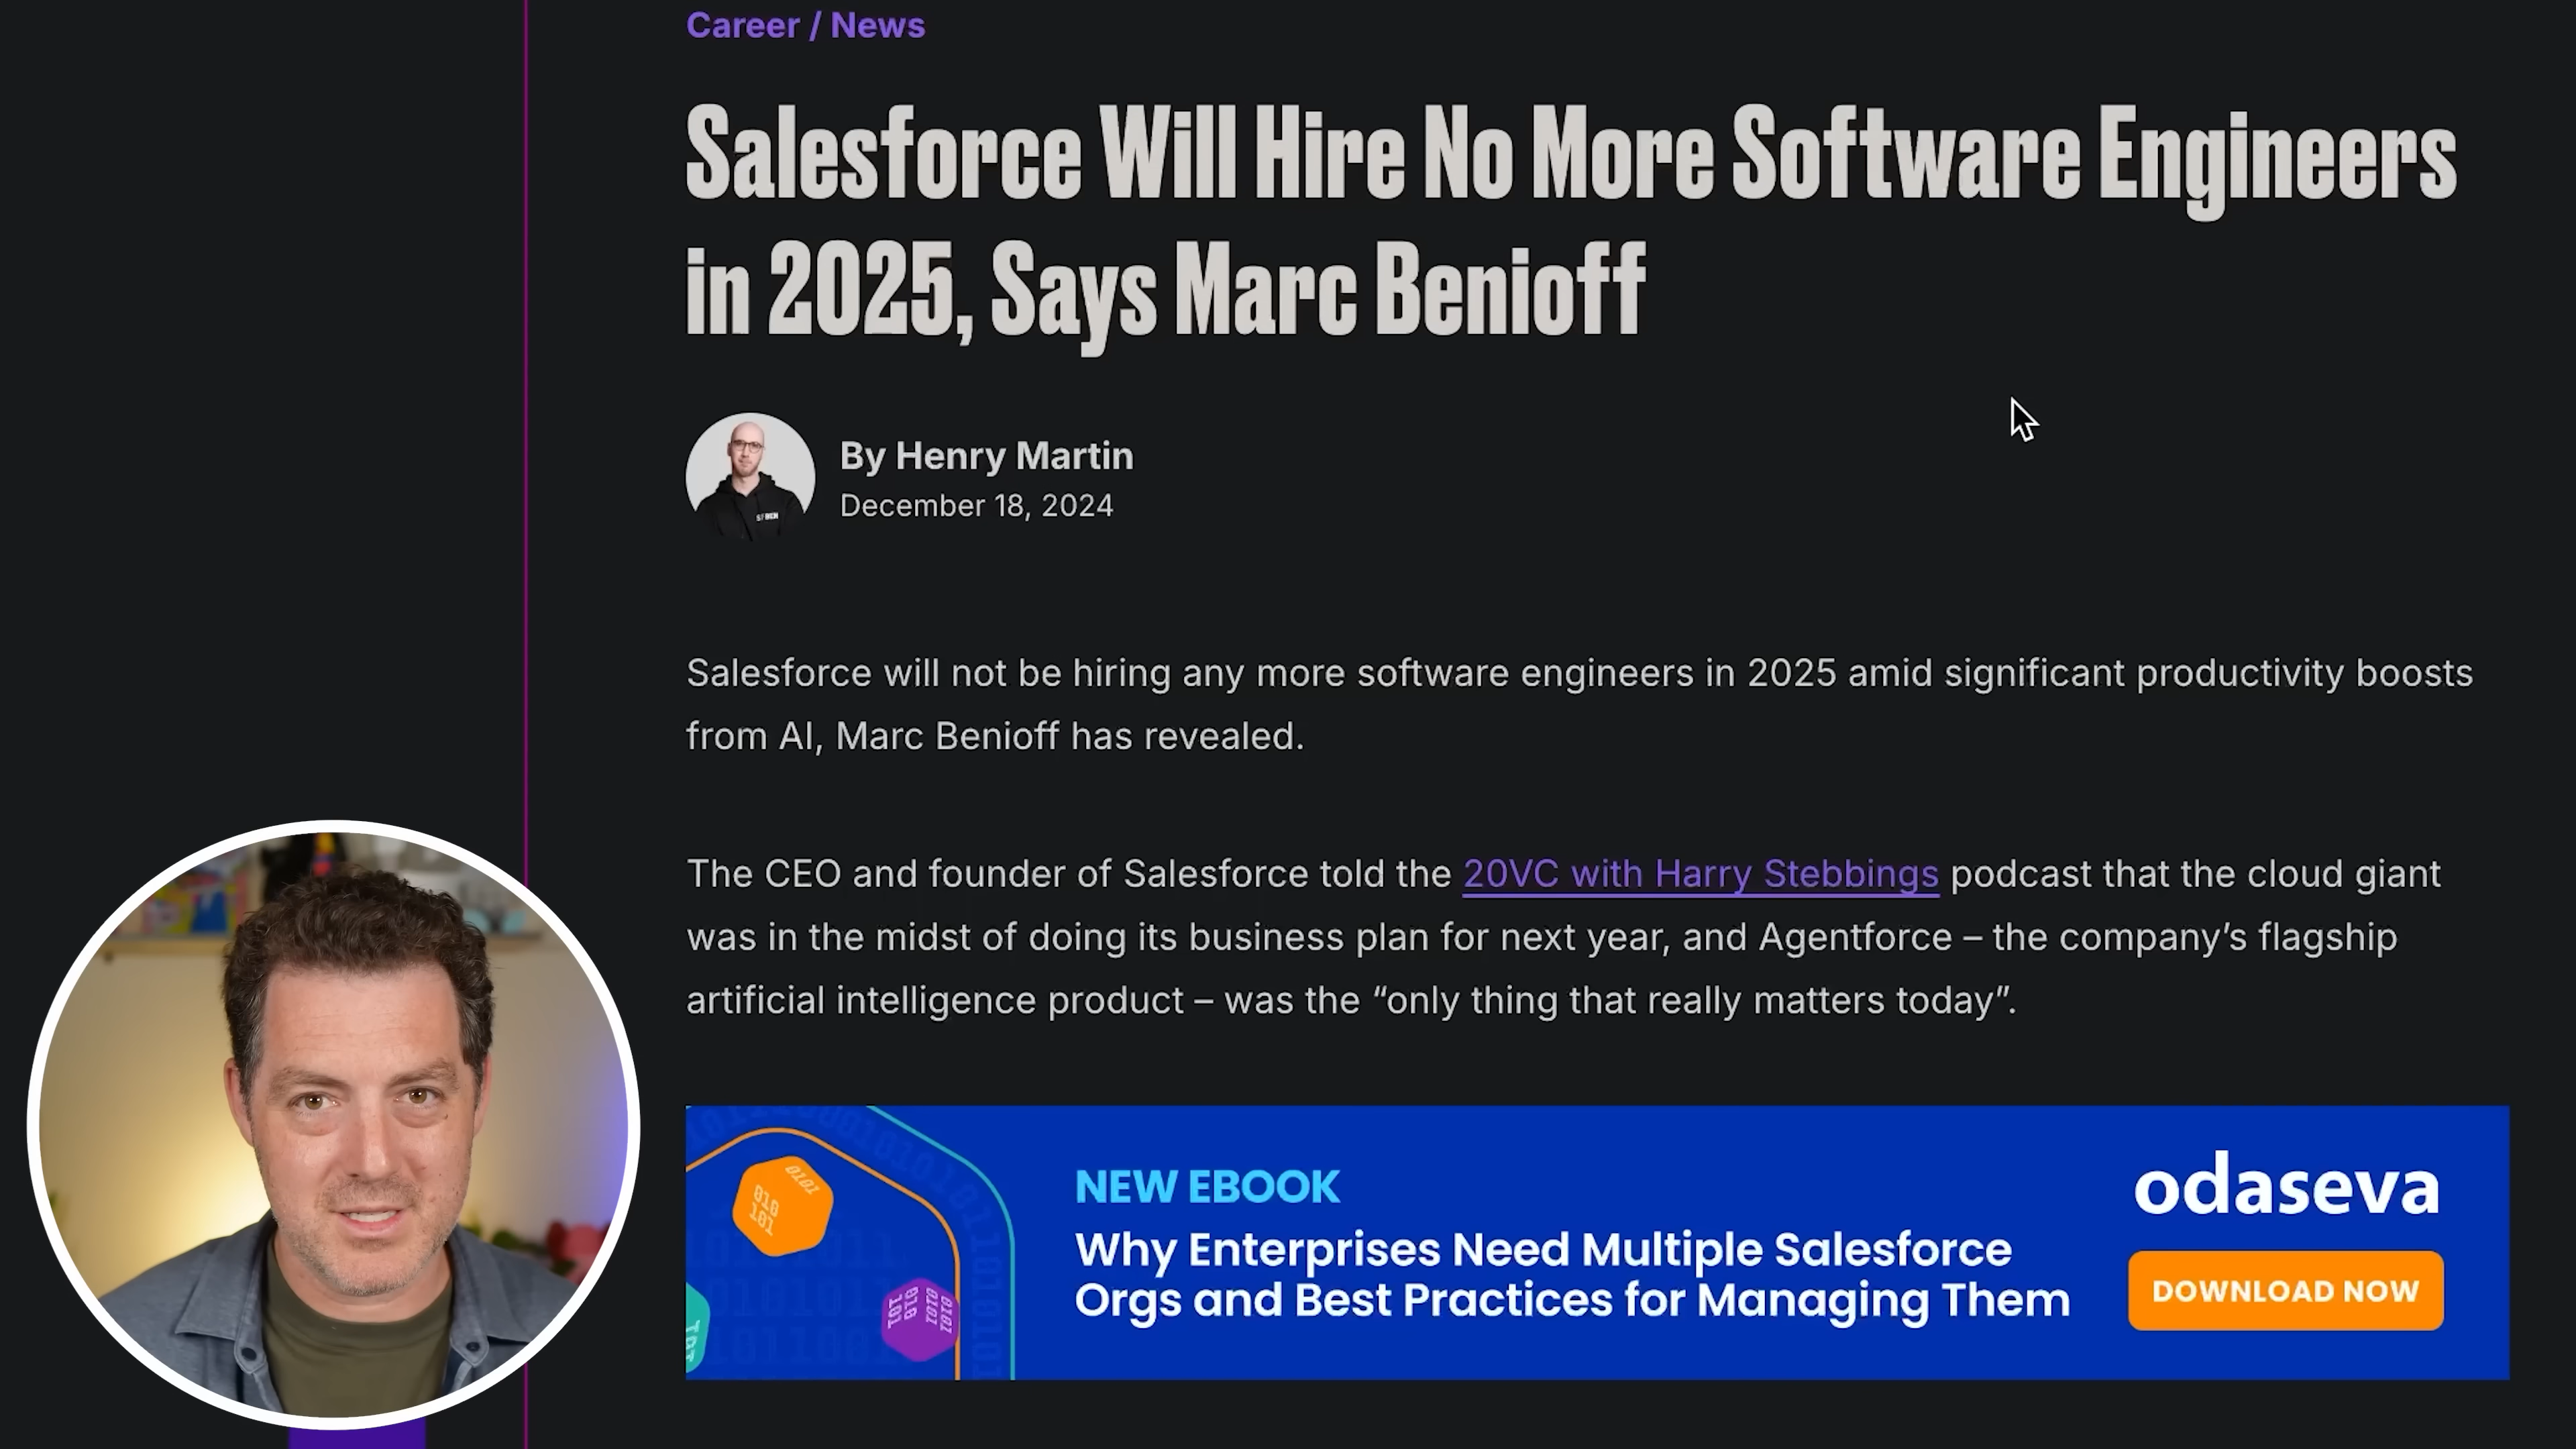 Career / News
Salesforce Will Hire No More Software Engineers
in 2025, Says Marc Benioff
By Henry Martin
December 18, 2024
Salesforce will not be hiring any more software engineers in 2025 amid significant productivity boosts
from AI, Marc Benioff has revealed.
The CEO and founder of Salesforce told the 20VC with Harry Stebbings podcast that the cloud giant
was in the midst of doing its business plan for next year, and Agentforce – the company’s flagship
artificial intelligence product – was the “only thing that really matters today”.
NEW EBOOK
Why Enterprises Need Multiple Salesforce
Orgs and Best Practices for Managing Them
odaseva
DOWNLOAD NOW